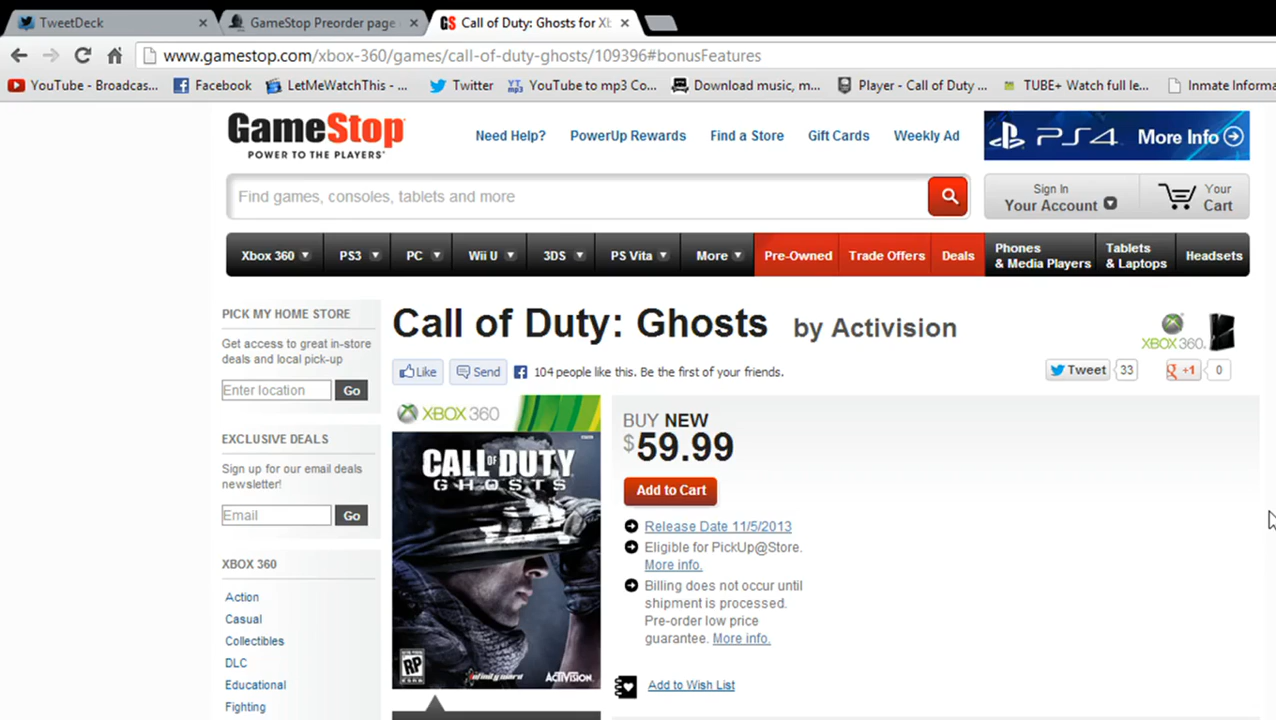 TweetDeck
GameStop Preorder page
Call of Duty: Ghosts for Xb
www.gamestop.com/xbox-360/games/call-of-duty-ghosts/109396#bonusFeatures
YouTube - Broadcas...
Facebook
LetMeWatchThis - ...
Twitter
YouTube to mp3 Co...
Download music, m...
Player - Call of Duty ...
TUBE+ Watch full le...
Inmate Informa
GameStop
POWER TO THE PLAYERS
Need Help?
PowerUp Rewards
Find a Store
Gift Cards
Weekly Ad
PS4 More Info
Find games, consoles, tablets and more
Sign In
Your Account
Your
Cart
Xbox 360
PS3
PC
Wii U
3DS
PS Vita
More
Pre-Owned
Trade Offers
Deals
Phones
& Media Players
Tablets
& Laptops
Headsets
PICK MY HOME STORE
Get access to great in-store
deals and local pick-up
Enter location Go
EXCLUSIVE DEALS
Sign up for our email deals
newsletter!
Email Go
XBOX 360
Action
Casual
Collectibles
DLC
Educational
Fighting
Call of Duty: Ghosts by Activision
XBOX 360.
Like
Send
104 people like this. Be the first of your friends.
Tweet 33
+1 0
XBOX 360
CALL OF DUTY
GHOSTS
RP
Infinity Ward
ACTIVISION
BUY NEW
$59.99
Add to Cart
Release Date 11/5/2013
Eligible for PickUp@Store.
More info.
Billing does not occur until
shipment is processed.
Pre-order low price
guarantee. More info.
Add to Wish List